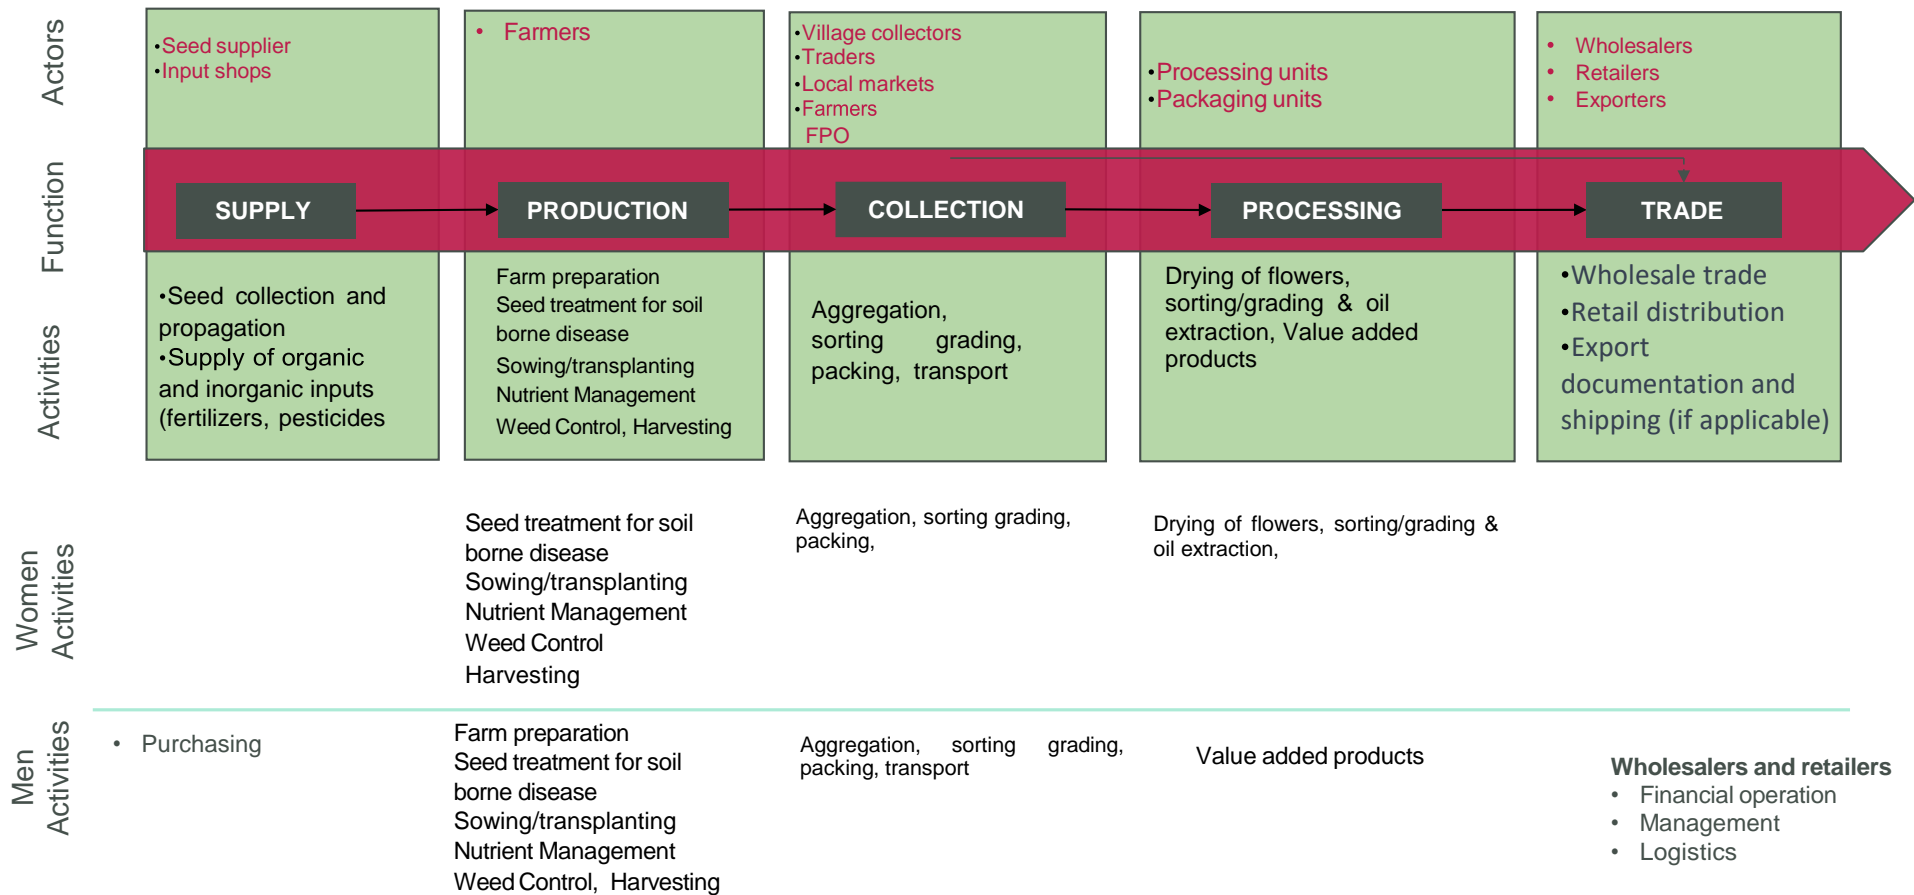 Actors
•Seed supplier
•Input shops
• Farmers
•Village collectors
•Traders
•Local markets
•Farmers
FPO
•Processing units
•Packaging units
• Wholesalers
• Retailers
• Exporters
Function
SUPPLY
PRODUCTION
COLLECTION
PROCESSING
TRADE
Activities
•Seed collection and
propagation
•Supply of organic
and inorganic inputs
(fertilizers, pesticides
Farm preparation
Seed treatment for soil
borne disease
Sowing/transplanting
Nutrient Management
Weed Control, Harvesting
Aggregation,
sorting grading,
packing, transport
Drying of flowers,
sorting/grading & oil
extraction, Value added
products
•Wholesale trade
•Retail distribution
•Export
documentation and
shipping (if applicable)
Women
Activities
Seed treatment for soil
borne disease
Sowing/transplanting
Nutrient Management
Weed Control
Harvesting
Aggregation, sorting grading,
packing,
Drying of flowers, sorting/grading &
oil extraction,
Men
Activities
• Purchasing
Farm preparation
Seed treatment for soil
borne disease
Sowing/transplanting
Nutrient Management
Weed Control, Harvesting
Aggregation, sorting grading,
packing, transport
Value added products
Wholesalers and retailers
• Financial operation
• Management
• Logistics